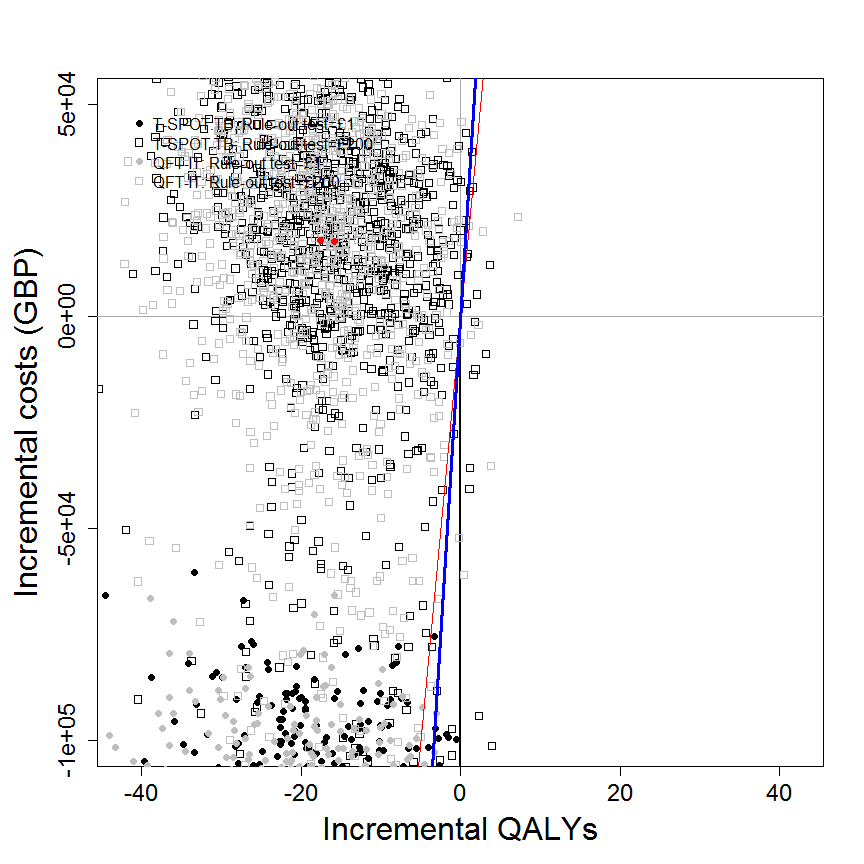 T-SPOT.TB: Rule-out test=£1
T-SPOT.TB: Rule-out test=£200
QFT-IT: Rule-out test=£1
QFT-IT: Rule-out test=£200
5e+04
0e+00
-5e+04
-1e+05
Incremental costs (GBP)
-40 -20 0 20 40
Incremental QALYs